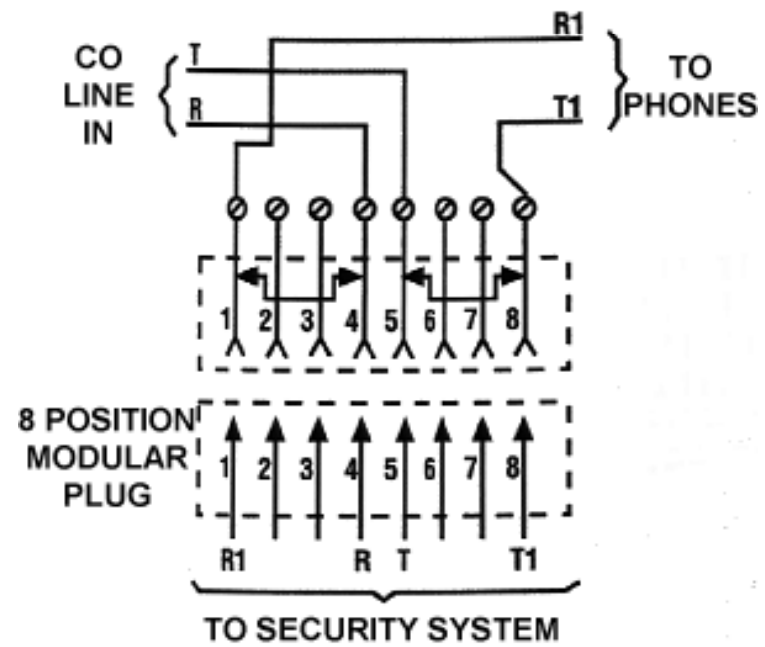 R1
CO
LINE
IN
T
R
TO
PHONES
T1
1 2 3 4 5 6 7 8
8 POSITION
MODULAR
PLUG
1 2 3 4 5 6 7 8
R1 R T T1
TO SECURITY SYSTEM